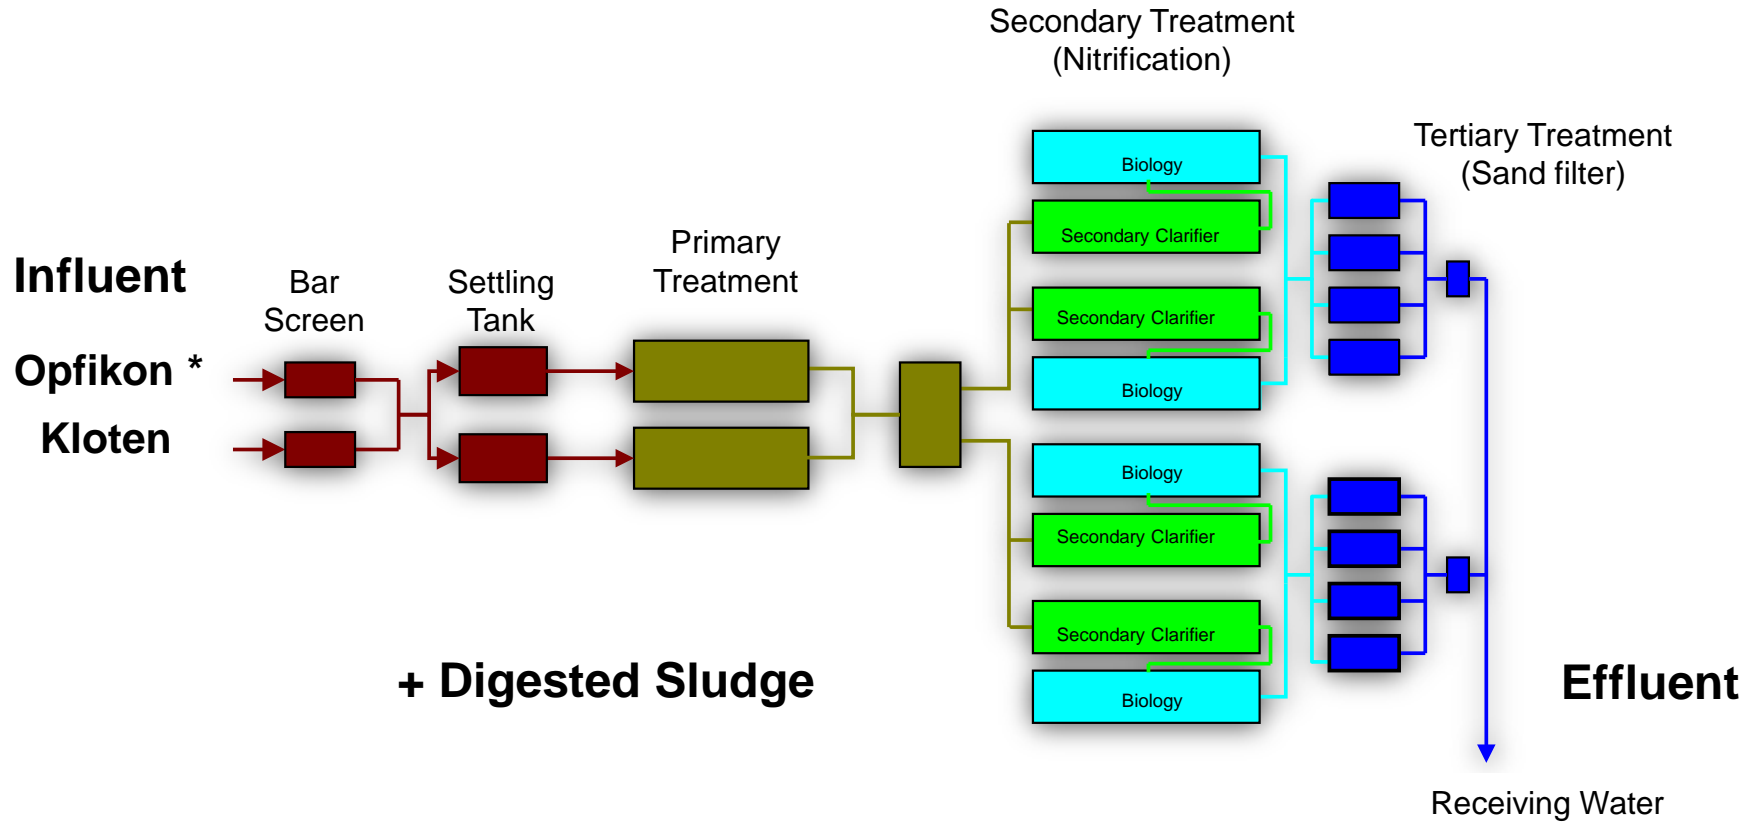 Secondary Treatment
(Nitrification)
Tertiary Treatment
(Sand filter)
Influent
Bar
Screen
Settling
Tank
Primary
Treatment
Opfikon *
Kloten
Biology
Secondary Clarifier
Secondary Clarifier
Biology
Biology
Secondary Clarifier
Secondary Clarifier
Biology
+ Digested Sludge
Effluent
Receiving Water